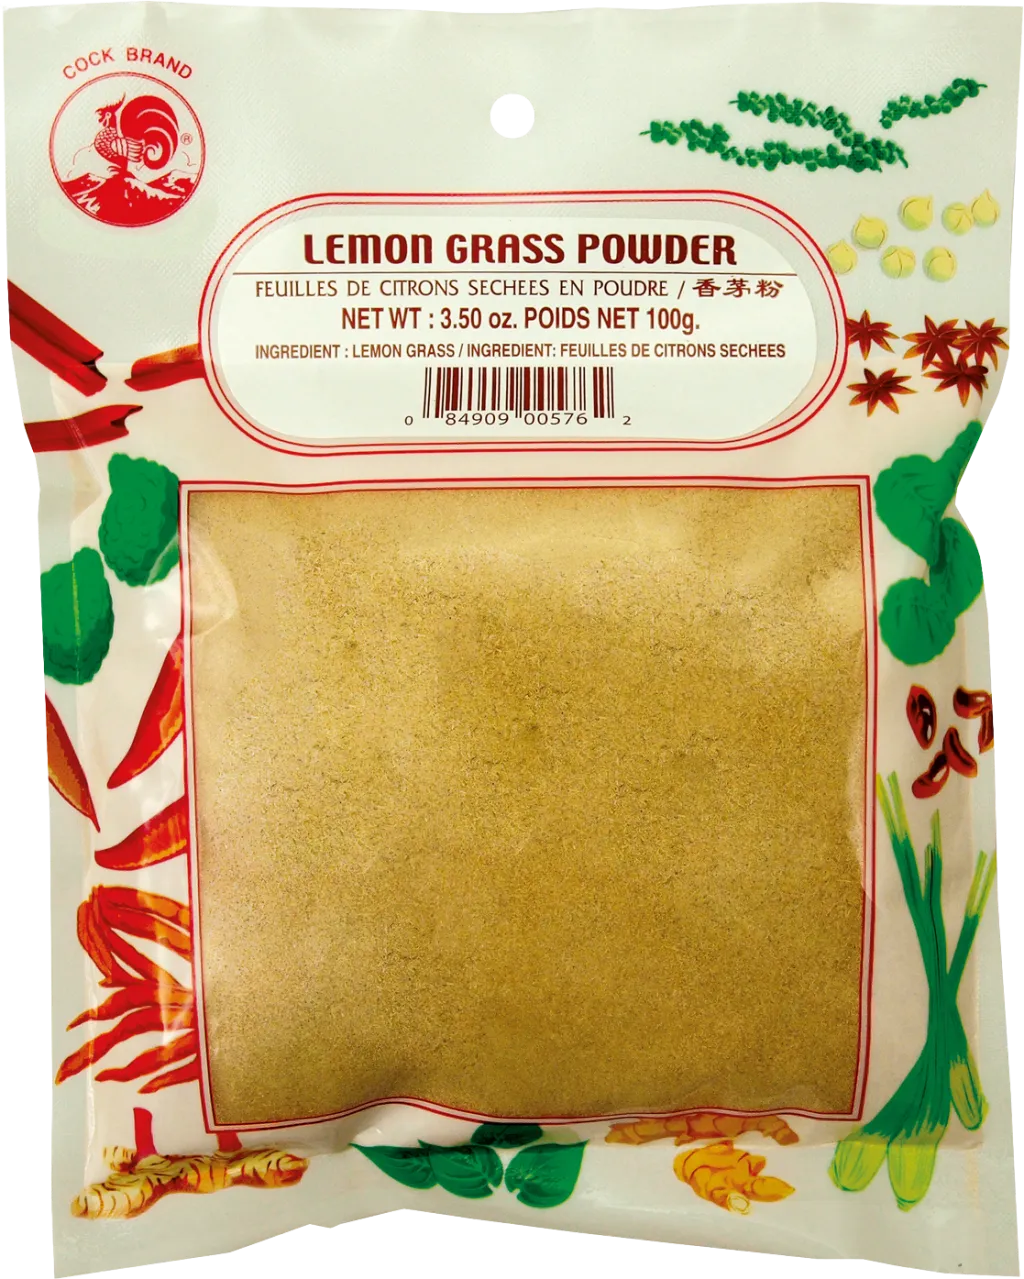 COCK BRAND
®
LEMON GRASS POWDER
FEUILLES DE CITRONS SECHEES EN POUDRE / 香茅粉
NET WT : 3.50 oz. POIDS NET 100g.
INGREDIENT : LEMON GRASS / INGREDIENT: FEUILLES DE CITRONS SECHEES
0 84909 00576 2